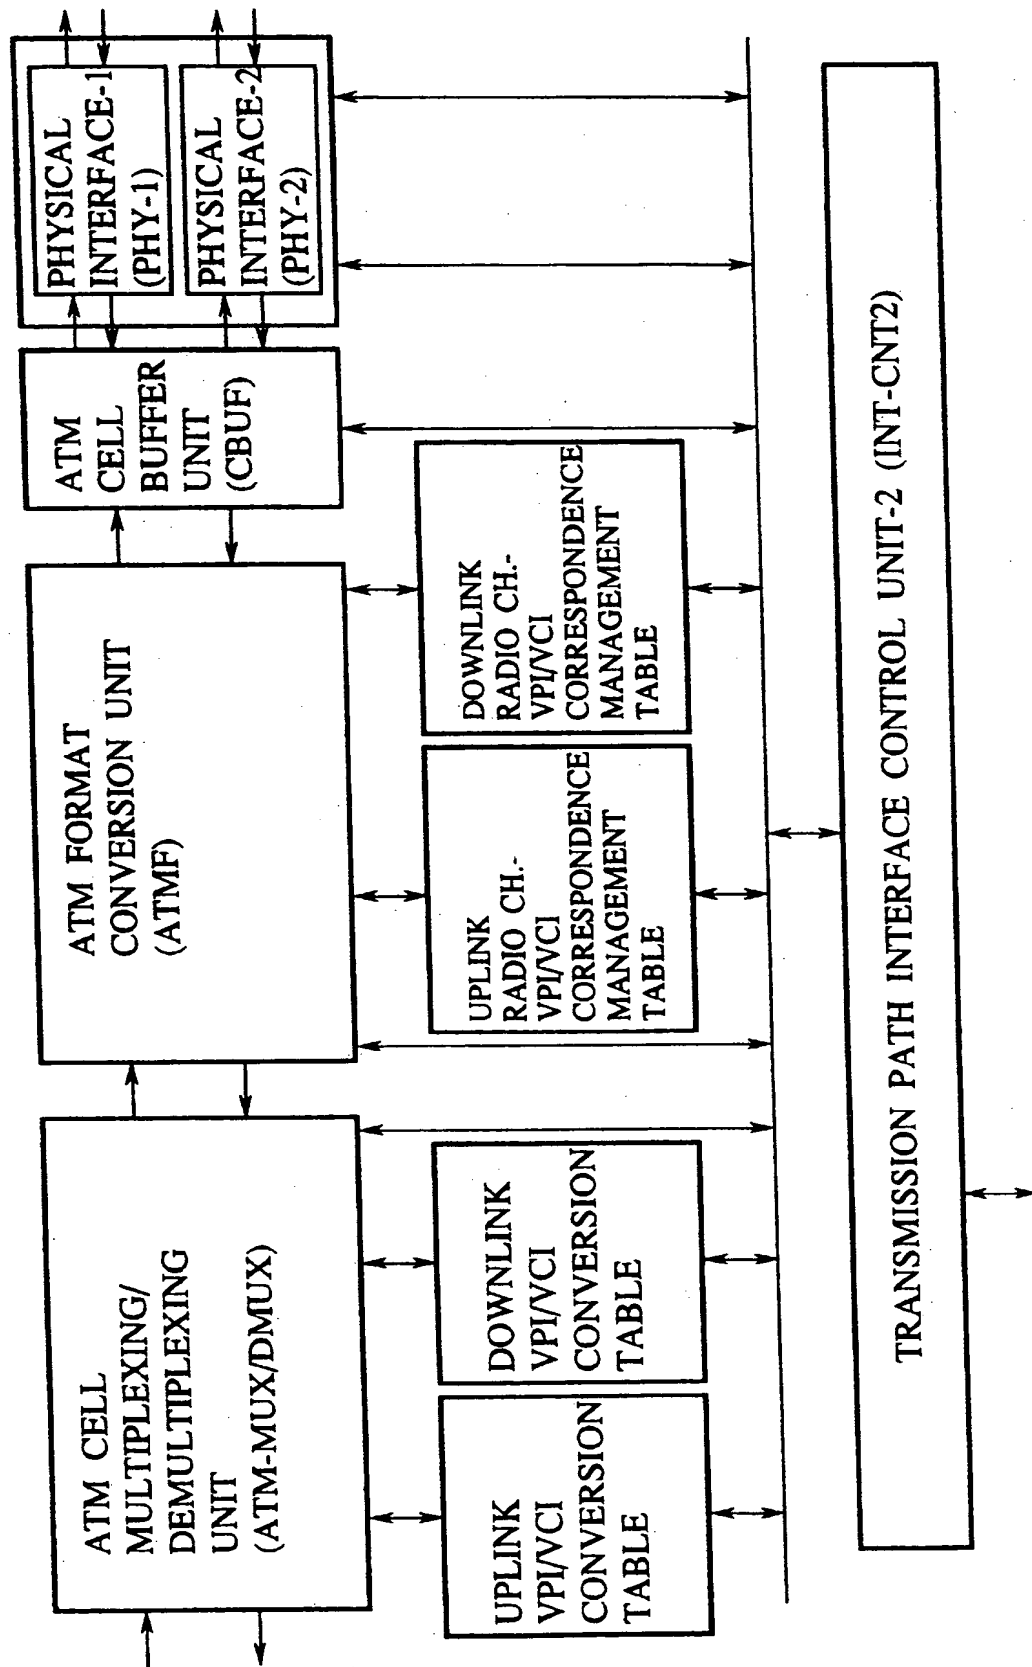 ATM CELL
MULTIPLEXING/
DEMULTIPLEXING
UNIT
(ATM-MUX/DMUX)
ATM FORMAT
CONVERSION UNIT
(ATMF)
ATM
CELL
BUFFER
UNIT
(CBUF)
PHYSICAL
INTERFACE-1
(PHY-1)
PHYSICAL
INTERFACE-2
(PHY-2)
UPLINK
VPI/VCI
CONVERSION
TABLE
DOWNLINK
VPI/VCI
CONVERSION
TABLE
UPLINK
RADIO CH.-
VPI/VCI
CORRESPONDENCE
MANAGEMENT
TABLE
DOWNLINK
RADIO CH.-
VPI/VCI
CORRESPONDENCE
MANAGEMENT
TABLE
TRANSMISSION PATH INTERFACE CONTROL UNIT-2 (INT-CNT2)